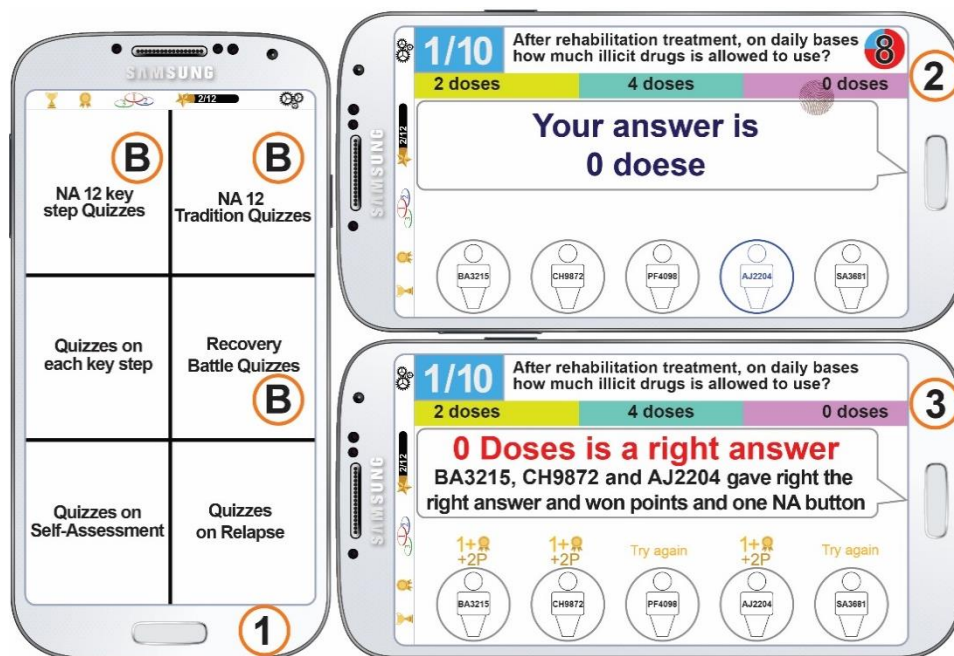 SAMSUNG
2/12
B
B
NA 12 key
step Quizzes
NA 12
Tradition Quizzes
Quizzes on
each key step
Recovery
Battle Quizzes
B
Quizzes on
Self-Assessment
Quizzes
on Relapse
1
SAMSUNG
2/12
1/10
After rehabilitation treatment, on daily bases
how much illicit drugs is allowed to use?
8
2
2 doses
4 doses
0 doses
Your answer is
0 doese
BA3215
CH9872
PF4098
AJ2204
SA3681
SAMSUNG
2/12
1/10
After rehabilitation treatment, on daily bases
how much illicit drugs is allowed to use?
3
2 doses
4 doses
0 doses
0 Doses is a right answer
BA3215, CH9872 and AJ2204 gave right the
right answer and won points and one NA button
1+
+2P
1+
+2P
Try again
1+
+2P
Try again
BA3215
CH9872
PF4098
AJ2204
SA3681